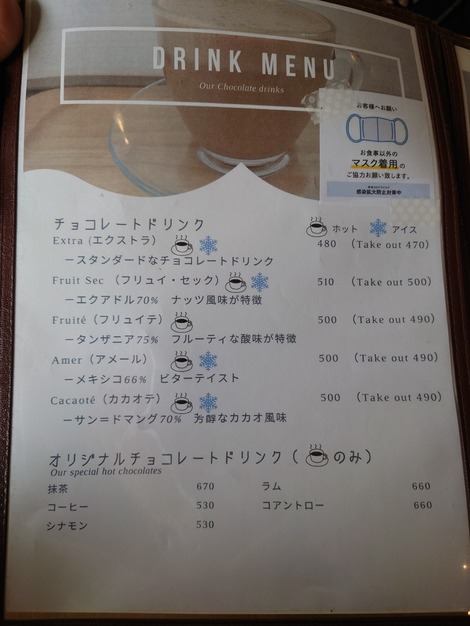 DRINK MENU
Our Chocolate drinks
お客様へお願い
お食事以外の
マスク着用の
ご協力お願い致します。
感染拡大防止対策中
チョコレートドリンク
ホット アイス
Extra（エクストラ） 480 （Take out 470）
ースタンダードなチョコレートドリンク
Fruit Sec （フリュイ・セック） 510 （Take out 500）
ーエクアドル70% ナッツ風味が特徴
Fruité（フリュイテ） 500 （Take out 490）
ータンザニア75% フルーティな酸味が特徴
Amer（アメール） 500 （Take out 490）
ーメキシコ66% ビターテイスト
Cacaoté（カカオテ） 500 （Take out 490）
ーサン＝ドマング70% 芳醇なカカオ風味
オリジナルチョコレートドリンク（ のみ）
Our special hot chocolates
抹茶 670 ラム 660
コーヒー 530 コアントロー 660
シナモン 530